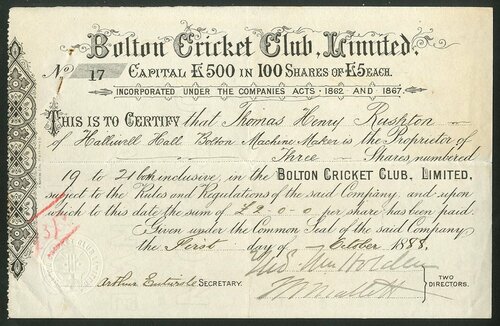 Bolton Cricket Club, Limited.
No. 17 CAPITAL £500 IN 100 SHARES OF £5 EACH.
INCORPORATED UNDER THE COMPANIES ACTS · 1862 AND 1867.
THIS IS TO CERTIFY that Thomas Henry Rushton
of Halliwell Hall Bolton Machine Maker is the Proprietor of
Three Shares numbered
19 to 21 both inclusive, in the BOLTON CRICKET CLUB, LIMITED,
subject to the Rules and Regulations of the said Company, and upon
which to this date the sum of £2 · 0 · 0 per share has been paid.
Given under the Common Seal of the said Company
the First day of October 1888.
Arthur SECRETARY.
TWO DIRECTORS.